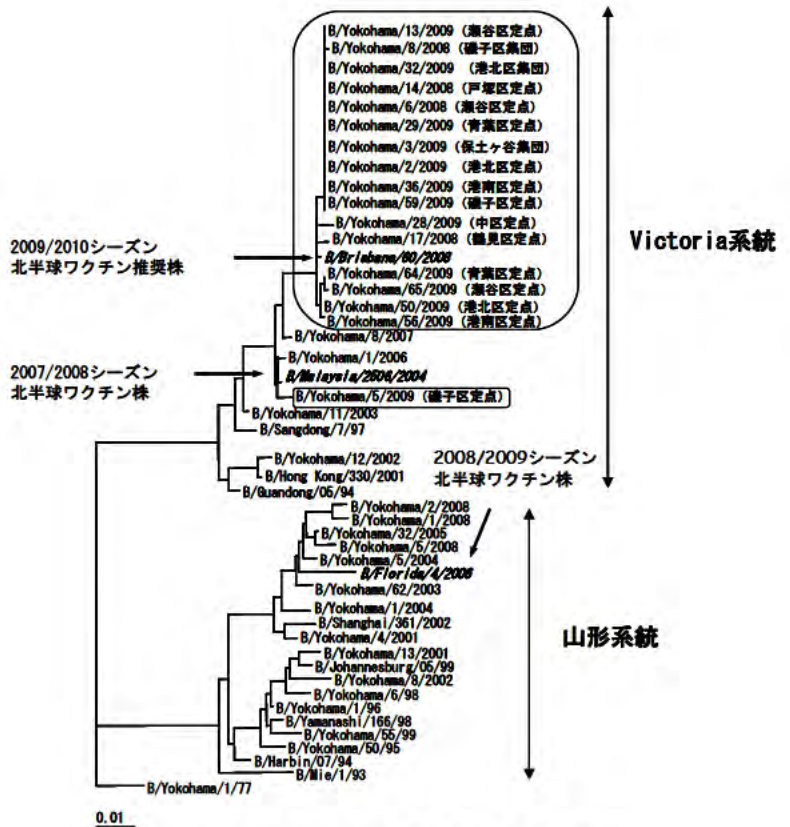 B/Yokohama/13/2009 (瀬谷区定点)
B/Yokohama/8/2008 (磯子区集団)
B/Yokohama/32/2009 (港北区集団)
B/Yokohama/14/2008 (戸塚区定点)
B/Yokohama/6/2008 (瀬谷区定点)
B/Yokohama/29/2009 (青葉区定点)
B/Yokohama/3/2009 (保土ヶ谷集団)
B/Yokohama/2/2009 (港北区定点)
B/Yokohama/36/2009 (港南区定点)
B/Yokohama/59/2009 (磯子区定点)
B/Yokohama/28/2009 (中区定点)
B/Yokohama/17/2008 (鶴見区定点)
B/Brisbane/60/2008
B/Yokohama/64/2009 (青葉区定点)
B/Yokohama/65/2009 (瀬谷区定点)
B/Yokohama/50/2009 (港北区定点)
B/Yokohama/56/2009 (港南区定点)
2009/2010シーズン
北半球ワクチン推奨株
Victoria系統
B/Yokohama/8/2007
B/Yokohama/1/2006
B/Malaysia/2506/2004
B/Yokohama/5/2009 (磯子区定点)
2007/2008シーズン
北半球ワクチン株
B/Yokohama/11/2003
B/Sangdong/7/97
B/Yokohama/12/2002
B/Hong Kong/330/2001
B/Guandong/05/94
2008/2009シーズン
北半球ワクチン株
B/Yokohama/2/2008
B/Yokohama/1/2008
B/Yokohama/32/2005
B/Yokohama/5/2008
B/Yokohama/5/2004
B/Florida/4/2006
B/Yokohama/62/2003
B/Yokohama/1/2004
B/Shanghai/361/2002
B/Yokohama/4/2001
山形系統
B/Yokohama/13/2001
B/Johannesburg/05/99
B/Yokohama/8/2002
B/Yokohama/6/98
B/Yokohama/1/96
B/Yamanashi/166/98
B/Yokohama/55/99
B/Yokohama/50/95
B/Harbin/07/94
B/Mie/1/93
B/Yokohama/1/77
0.01